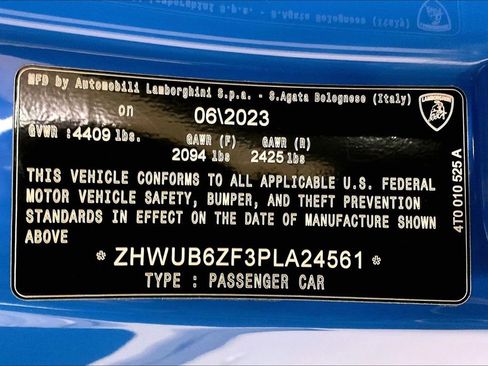 MFD by Automobili Lamborghini S.p.a. - S.Agata Bolognese (Italy)
on 06\2023
GVWR :4409 lbs. GAWR (F) GAWR (R)
2094 lbs 2425lbs
THIS VEHICLE CONFORMS TO ALL APPLICABLE U.S. FEDERAL
MOTOR VEHICLE SAFETY, BUMPER, AND THEFT PREVENTION
STANDARDS IN EFFECT ON THE DATE OF MANUFACTURE SHOWN
ABOVE
* ZHWUB6ZF3PLA24561 *
TYPE : PASSENGER CAR
LAMBORGHINI
4T0 010 525 A